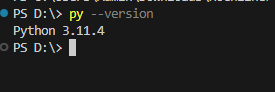 PS D:\> py --version
Python 3.11.4
PS D:\>